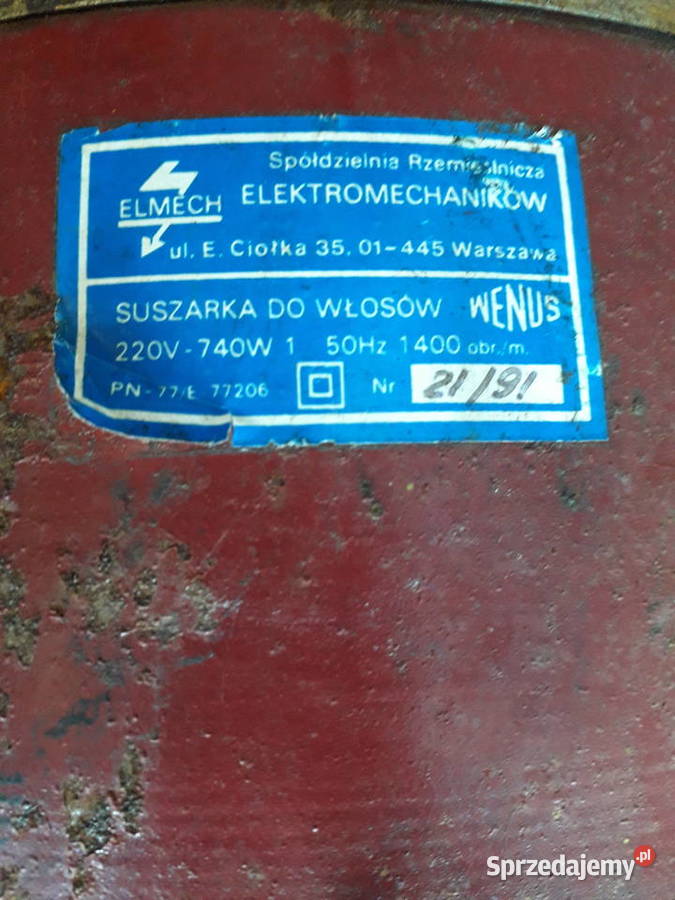 Spółdzielnia Rzemieślnicza
ELMECH ELEKTROMECHANIKÓW
ul. E. Ciołka 35. 01-445 Warszawa
SUSZARKA DO WŁOSÓW WENUS
220V-740W 1 50Hz 1400 obr./m.
PN-77/E 77206 Nr 21/91
Sprzedajemy.pl